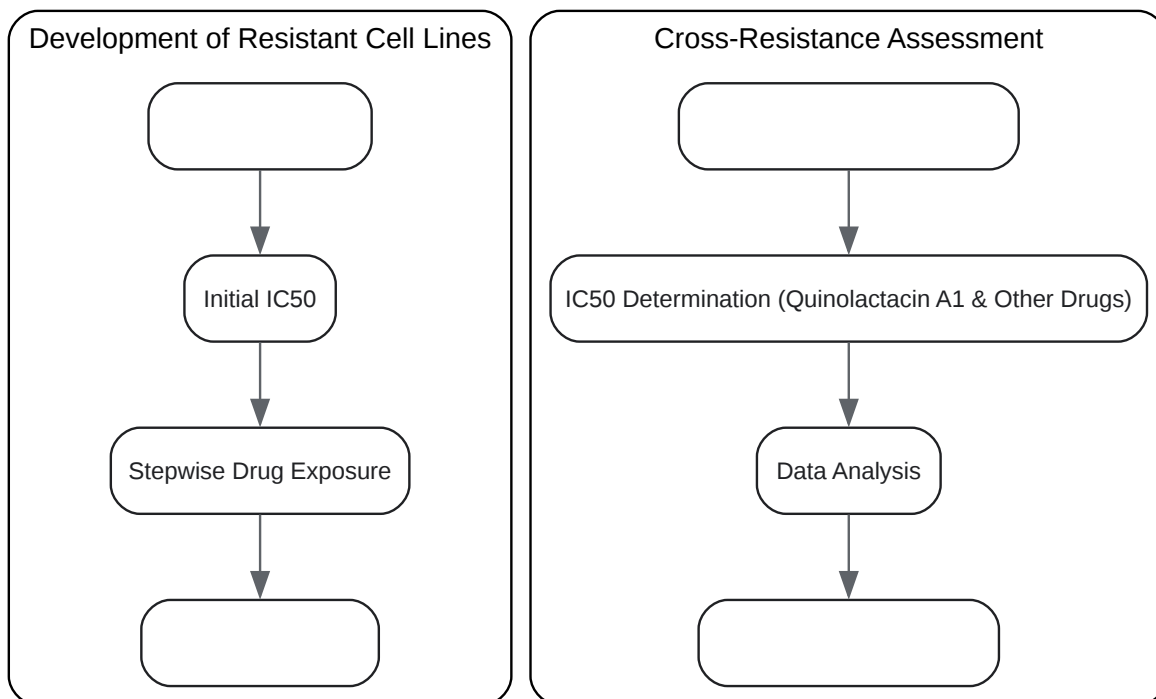 Development of Resistant Cell Lines
Initial IC50
Stepwise Drug Exposure
Cross-Resistance Assessment
IC50 Determination (Quinolactacin A1 & Other Drugs)
Data Analysis